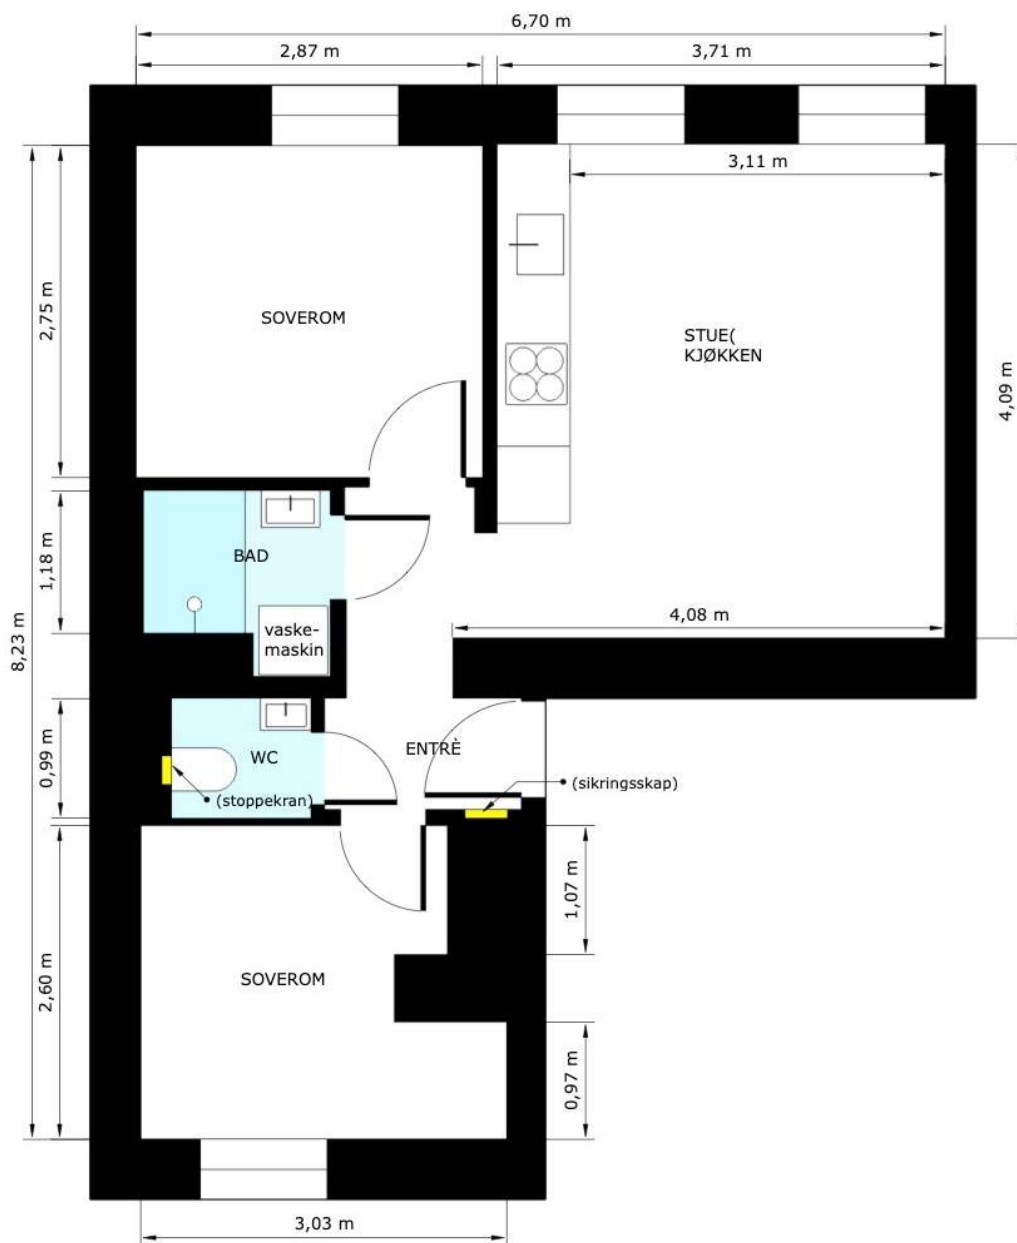 6,70 m
2,87 m
3,71 m
3,11 m
2,75 m
SOVEROM
STUE(
KJØKKEN
4,09 m
1,18 m
BAD
4,08 m
8,23 m
vaske-
maskin
0,99 m
WC
ENTRÈ
(stoppekran)
(sikringsskap)
1,07 m
2,60 m
SOVEROM
0,97 m
3,03 m